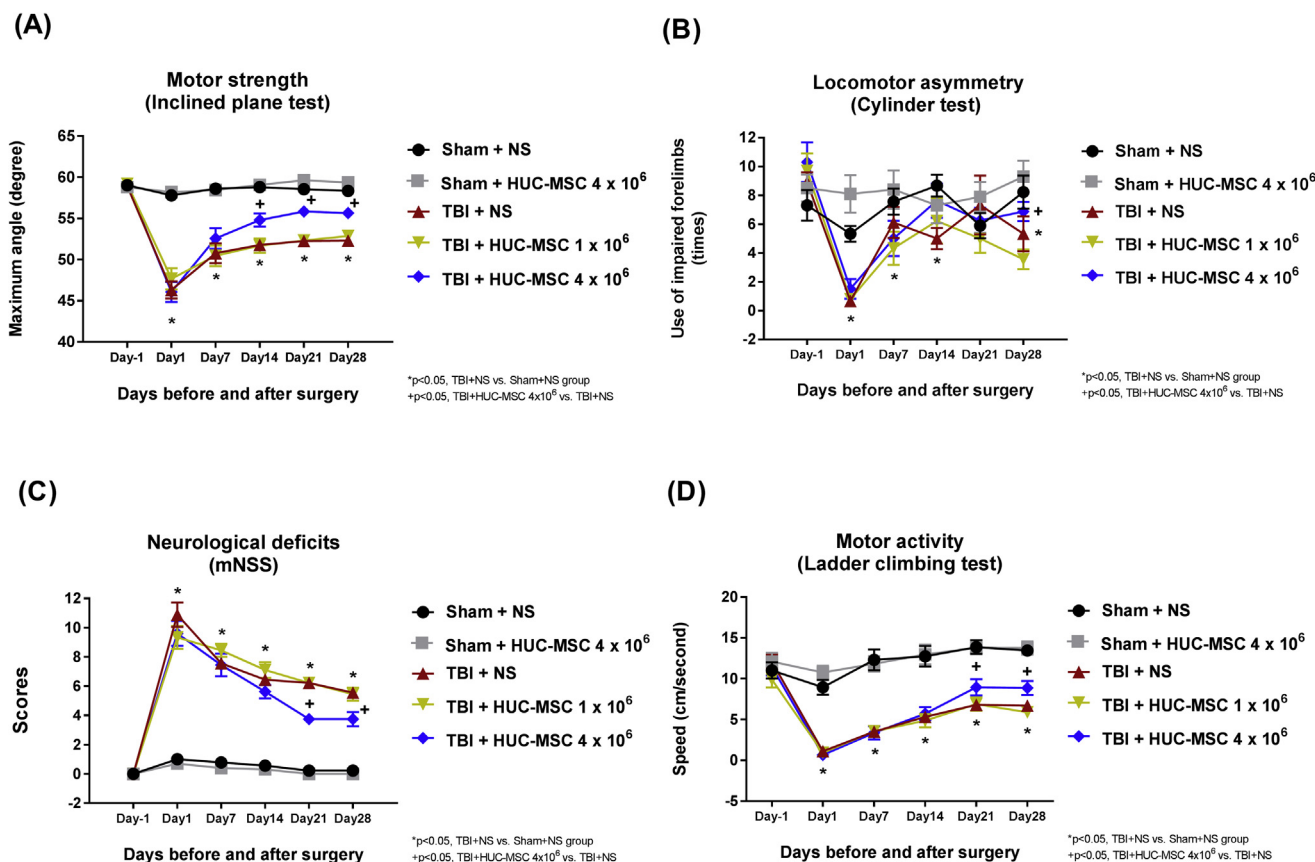 (A)
Motor strength
(Inclined plane test)
Maximum angle (degree)
65
60
55
50
45
40
+
+
+
*
*
*
*
*
Day-1 Day1 Day7 Day14 Day21 Day28
Days before and after surgery
Sham + NS
Sham + HUC-MSC 4 x 10⁶
TBI + NS
TBI + HUC-MSC 1 x 10⁶
TBI + HUC-MSC 4 x 10⁶
*p<0.05, TBI+NS vs. Sham+NS group
+p<0.05, TBI+HUC-MSC 4x10⁶ vs. TBI+NS
(B)
Locomotor asymmetry
(Cylinder test)
Use of impaired forelimbs
(times)
12
10
8
6
4
2
0
-2
+
*
*
*
*
Day-1 Day1 Day7 Day14 Day21 Day28
Days before and after surgery
Sham + NS
Sham + HUC-MSC 4 x 10⁶
TBI + NS
TBI + HUC-MSC 1 x 10⁶
TBI + HUC-MSC 4 x 10⁶
*p<0.05, TBI+NS vs. Sham+NS group
+p<0.05, TBI+HUC-MSC 4x10⁶ vs. TBI+NS
(C)
Neurological deficits
(mNSS)
Scores
12
10
8
6
4
2
0
-2
*
*
*
*
*
+
+
Day-1 Day1 Day7 Day14 Day21 Day28
Days before and after surgery
Sham + NS
Sham + HUC-MSC 4 x 10⁶
TBI + NS
TBI + HUC-MSC 1 x 10⁶
TBI + HUC-MSC 4 x 10⁶
*p<0.05, TBI+NS vs. Sham+NS group
+p<0.05, TBI+HUC-MSC 4x10⁶ vs. TBI+NS
(D)
Motor activity
(Ladder climbing test)
Speed (cm/second)
20
15
10
5
0
-5
+
+
*
*
*
*
*
Day-1 Day1 Day7 Day14 Day21 Day28
Days before and after surgery
Sham + NS
Sham + HUC-MSC 4 x 10⁶
TBI + NS
TBI + HUC-MSC 1 x 10⁶
TBI + HUC-MSC 4 x 10⁶
*p<0.05, TBI+NS vs. Sham+NS group
+p<0.05, TBI+HUC-MSC 4x10⁶ vs. TBI+NS